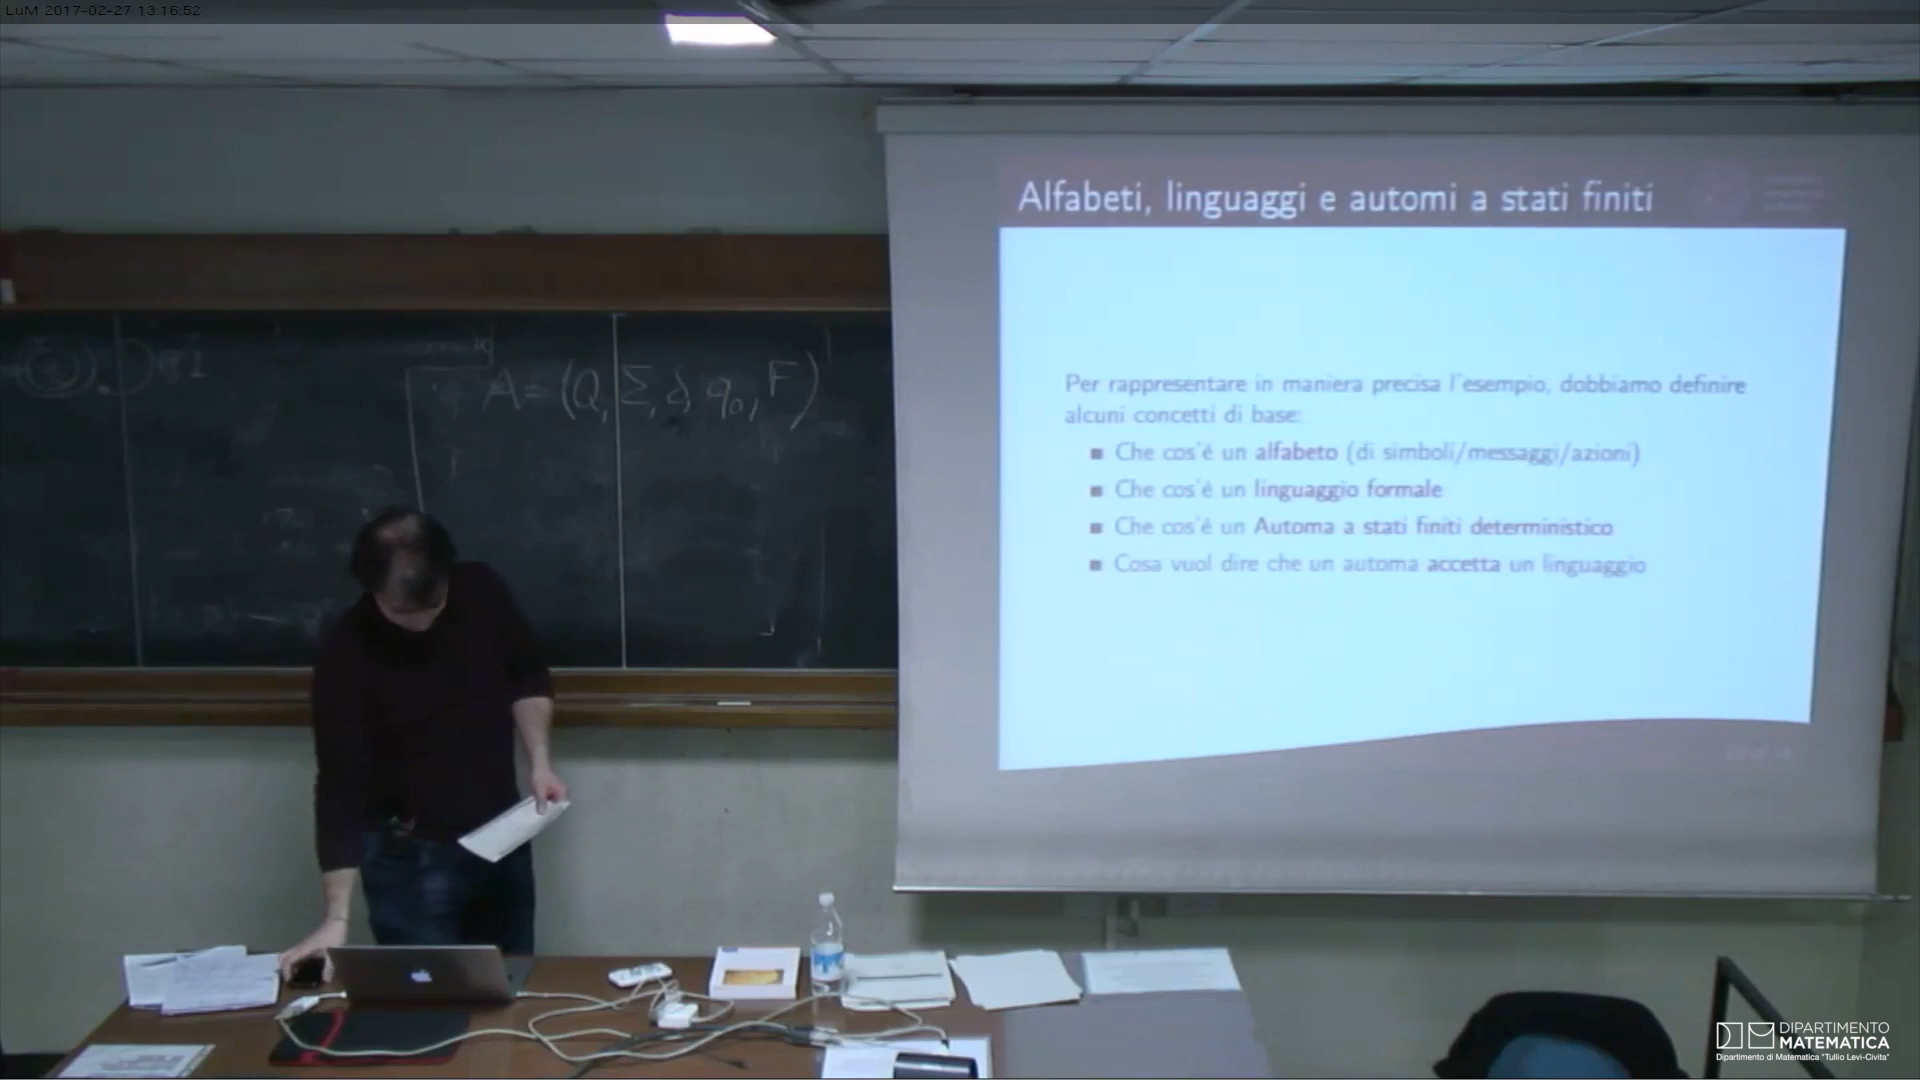 LuM 2017-02-27 13:16:52
A=(Q, Σ, δ, q₀, F)
Alfabeti, linguaggi e automi a stati finiti
Per rappresentare in maniera precisa l'esempio, dobbiamo definire
alcuni concetti di base:
Che cos'è un alfabeto (di simboli/messaggi/azioni)
Che cos'è un linguaggio formale
Che cos'è un Automa a stati finiti deterministico
Cosa vuol dire che un automa accetta un linguaggio
DIPARTIMENTO
MATEMATICA
Dipartimento di Matematica "Tullio Levi-Civita"